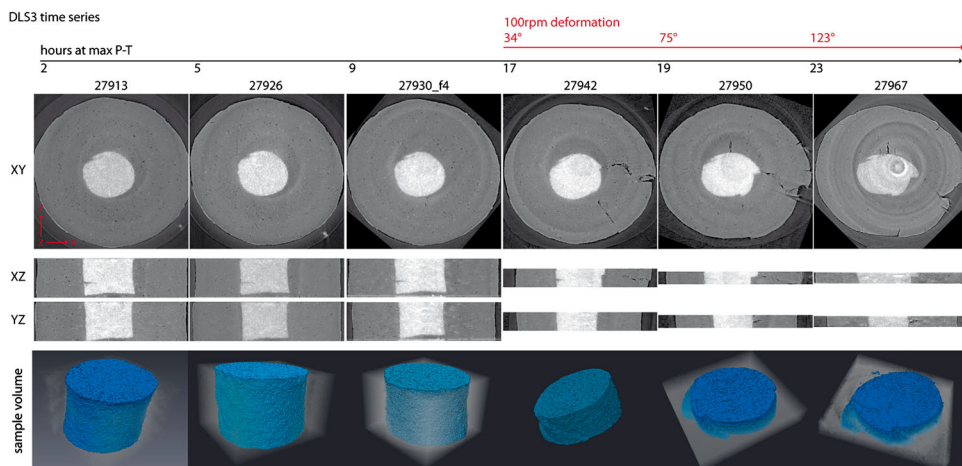 DLS3 time series
100rpm deformation
34° 75° 123°
hours at max P-T
2 5 9 17 19 23
27913 27926 27930_f4 27942 27950 27967
XY
XZ
YZ
sample volume